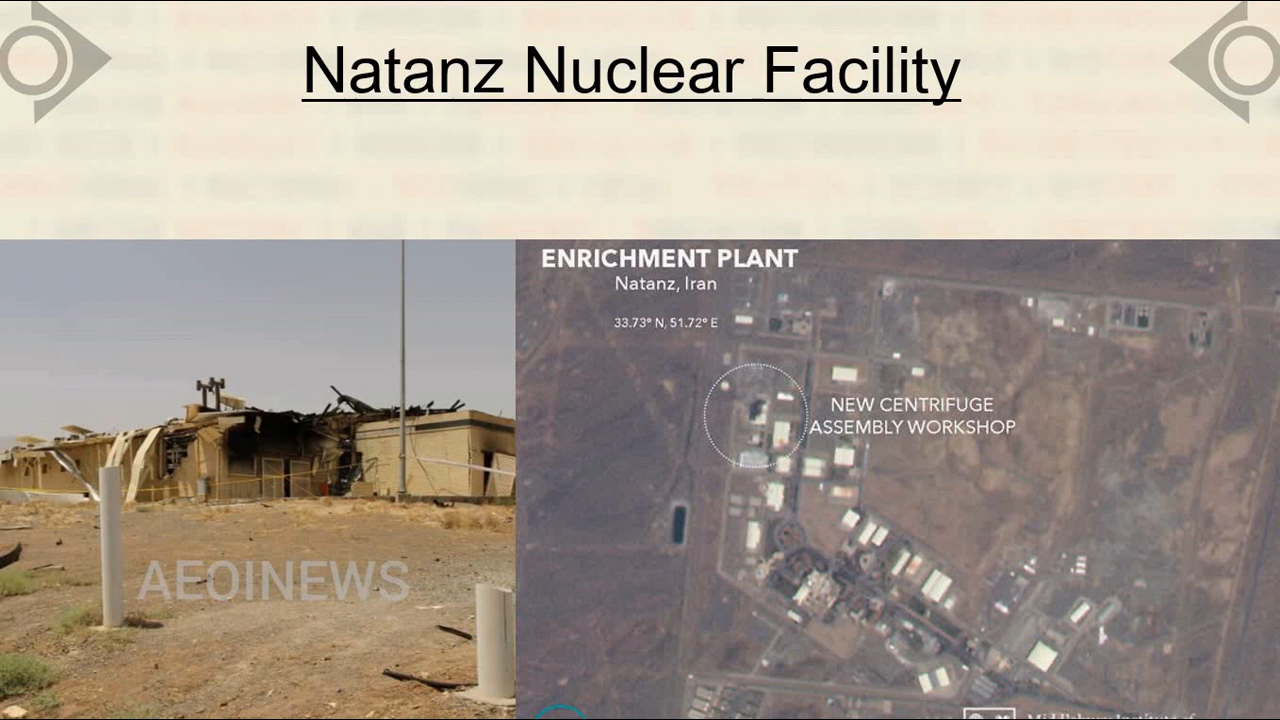 Natanz Nuclear Facility
ENRICHMENT PLANT
Natanz, Iran
33.73° N, 51.72° E
NEW CENTRIFUGE
ASSEMBLY WORKSHOP
AEOINEWS